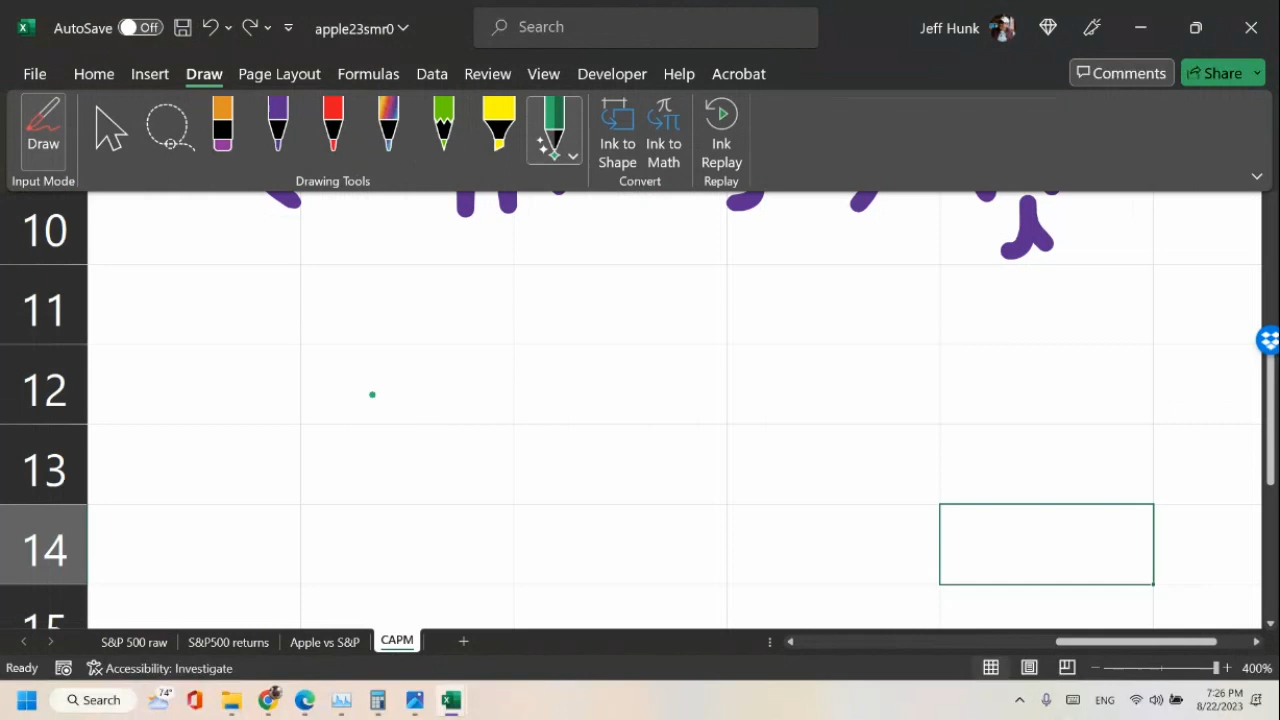 AutoSave Off apple23smr0 Search Jeff Hunk
File Home Insert Draw Page Layout Formulas Data Review View Developer Help Acrobat Comments Share
Draw
Input Mode
Drawing Tools
Ink to Shape
Ink to Math
Convert
Ink Replay
Replay
10
11
12
13
14
15
S&P 500 raw S&P500 returns Apple vs S&P CAPM
Ready Accessibility: Investigate 400%
Search 74° ENG 7:26 PM
8/22/2023